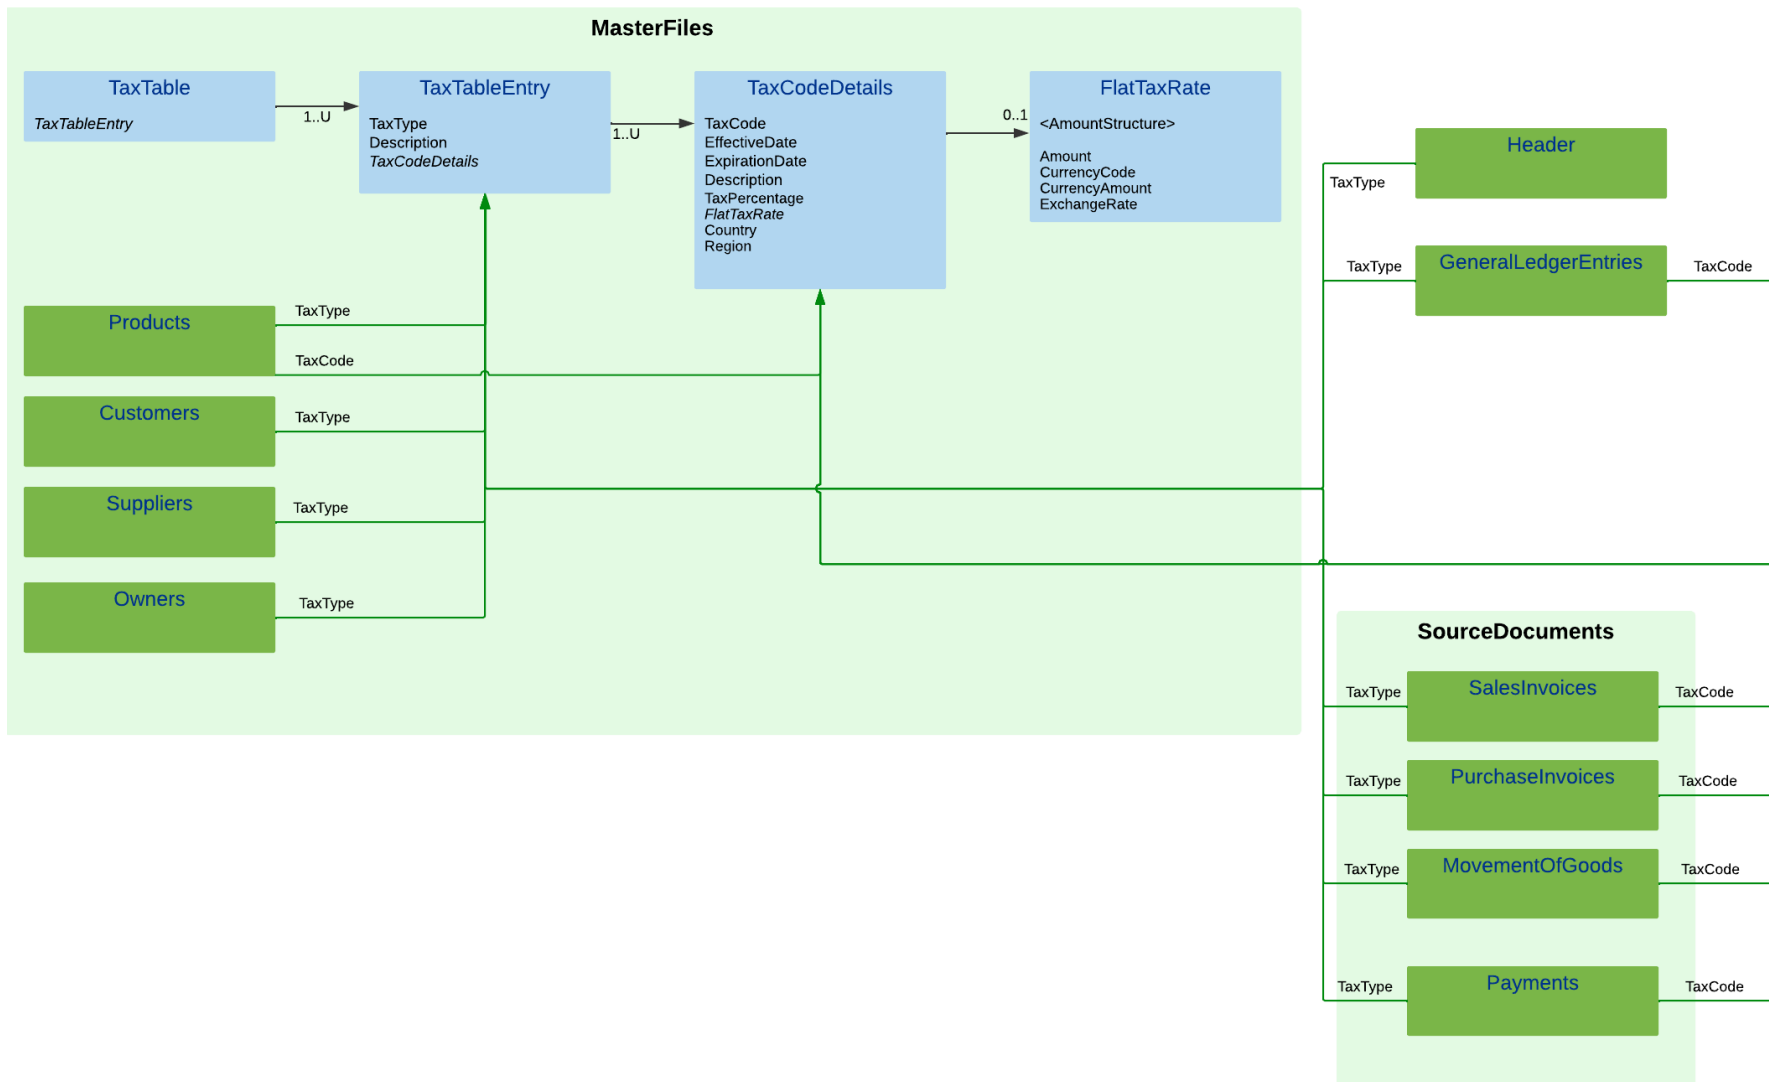 MasterFiles
TaxTable
TaxTableEntry
1..U
TaxTableEntry
TaxType
Description
TaxCodeDetails
1..U
TaxCodeDetails
TaxCode
EffectiveDate
ExpirationDate
Description
TaxPercentage
FlatTaxRate
Country
Region
0..1
FlatTaxRate
<AmountStructure>
Amount
CurrencyCode
CurrencyAmount
ExchangeRate
Header
TaxType
TaxType
GeneralLedgerEntries
TaxCode
Products
TaxType
TaxCode
Customers
TaxType
Suppliers
TaxType
Owners
TaxType
SourceDocuments
TaxType
SalesInvoices
TaxCode
TaxType
PurchaseInvoices
TaxCode
TaxType
MovementOfGoods
TaxCode
TaxType
Payments
TaxCode